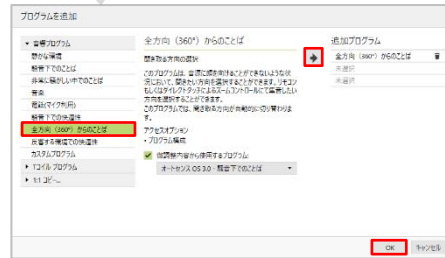 プログラムを追加
音響プログラム
静かな環境
騒音下でのことば
非常に騒がしい中でのことば
音楽
電話(マイク利用)
騒音下での快適性
全方向（360°）からのことば
反響する環境での快適性
カスタムプログラム
Tコイル プログラム
全方向（360°）からのことば
聞き取る方向の選択
このプログラムは、音源に顔を向けることができないような状
況において、聞きたい方向を選択することができます。リモコン
もしくはダイレクトタッチによるズームコントロールにて集音したい
方向を選択することができます。
このプログラムでは、聞き取る方向が自動的に切り替わりま
す。
アクセスオプション
• プログラム構成
微調整内容から使用するプログラム:
オートセンス OS 3.0 - 騒音下でのことば
追加プログラム
全方向（360°）からのことば
未選択
未選択
OK
キャンセル